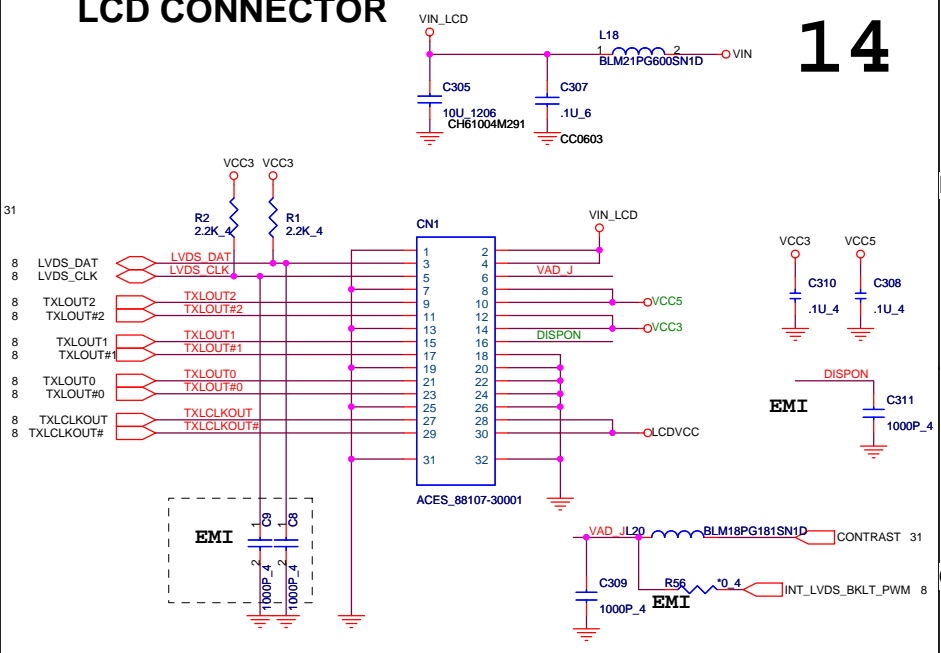 LCD CONNECTOR
14
VIN_LCD
L18
1 2
BLM21PG600SN1D
VIN
C305
10U_1206
CH61004M291
C307
.1U_6
CC0603
VCC3 VCC3
31
R2
2.2K_4
R1
2.2K_4
CN1
VIN_LCD
8 LVDS_DAT LVDS_DAT
8 LVDS_CLK LVDS_CLK
8 TXLOUT2 TXLOUT2
8 TXLOUT#2 TXLOUT#2
8 TXLOUT1 TXLOUT1
8 TXLOUT#1 TXLOUT#1
8 TXLOUT0 TXLOUT0
8 TXLOUT#0 TXLOUT#0
8 TXLCLKOUT TXLCLKOUT
8 TXLCLKOUT# TXLCLKOUT#
1 2
3 4
5 6
7 8
9 10
11 12
13 14
15 16
17 18
19 20
21 22
23 24
25 26
27 28
29 30
31 32
VAD_J
VCC5
VCC3
DISPON
LCDVCC
ACES_88107-30001
VCC3 VCC5
C310
.1U_4
C308
.1U_4
DISPON
EMI
C311
1000P_4
EMI
1 C9
2 1000P_4
1 C8
2 1000P_4
VAD_J L20 BLM18PG181SN1D
CONTRAST 31
C309
1000P_4
R56 *0_4
EMI
INT_LVDS_BKLT_PWM 8